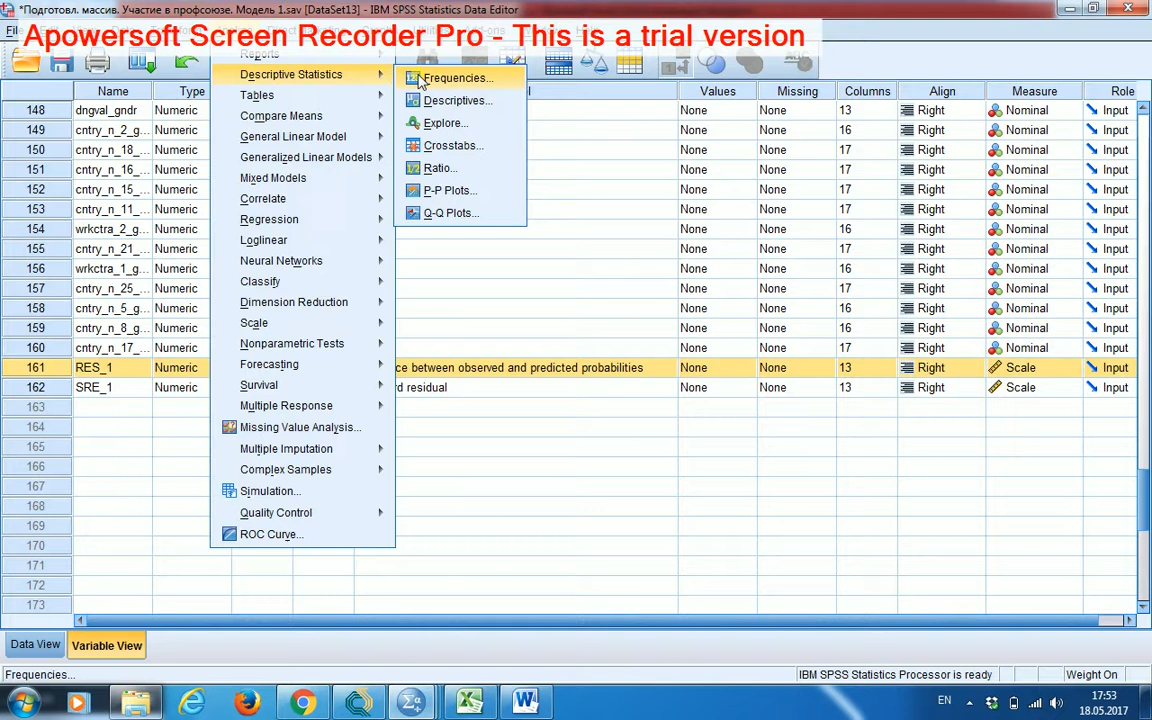 *Подготовл. массив. Участие в профсоюзе. Модель 1.sav [DataSet13] - IBM SPSS Statistics Data Editor
Apowersoft Screen Recorder Pro - This is a trial version
Reports
Descriptive Statistics
Tables
Compare Means
General Linear Model
Generalized Linear Models
Mixed Models
Correlate
Regression
Loglinear
Neural Networks
Classify
Dimension Reduction
Scale
Nonparametric Tests
Forecasting
Survival
Multiple Response
Missing Value Analysis...
Multiple Imputation
Complex Samples
Simulation...
Quality Control
ROC Curve...
Frequencies...
Descriptives...
Explore...
Crosstabs...
Ratio...
P-P Plots...
Q-Q Plots...
Name Type Values Missing Columns Align Measure Role
148 dngval_gndr Numeric None None 13 Right Nominal Input
149 cntry_n_2_g... Numeric None None 16 Right Nominal Input
150 cntry_n_18_... Numeric None None 17 Right Nominal Input
151 cntry_n_16_... Numeric None None 17 Right Nominal Input
152 cntry_n_15_... Numeric None None 17 Right Nominal Input
153 cntry_n_11_... Numeric None None 17 Right Nominal Input
154 wrkctra_2_g... Numeric None None 16 Right Nominal Input
155 cntry_n_21_... Numeric None None 17 Right Nominal Input
156 wrkctra_1_g... Numeric None None 16 Right Nominal Input
157 cntry_n_25_... Numeric None None 17 Right Nominal Input
158 cntry_n_5_g... Numeric None None 16 Right Nominal Input
159 cntry_n_8_g... Numeric None None 16 Right Nominal Input
160 cntry_n_17_... Numeric None None 17 Right Nominal Input
161 RES_1 Numeric ce between observed and predicted probabilities None None 13 Right Scale Input
162 SRE_1 Numeric rd residual None None 13 Right Scale Input
163
164
165
166
167
168
169
170
171
172
173
Data View Variable View
Frequencies... IBM SPSS Statistics Processor is ready Weight On
EN 17:53
18.05.2017